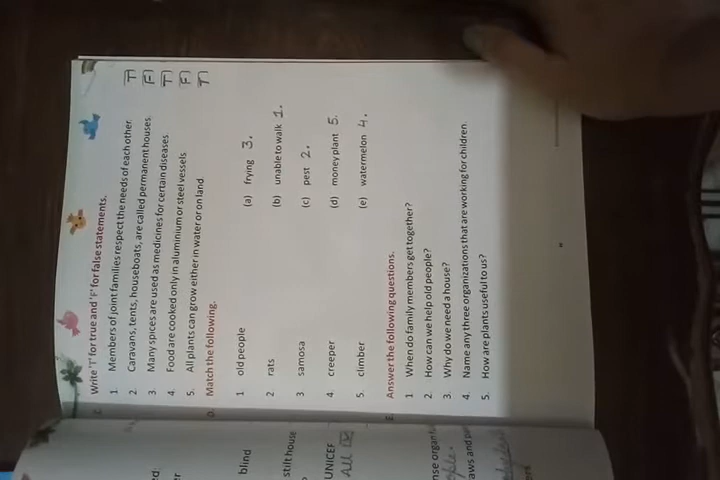 C. Write 'T' for true and 'F' for false statements.
1. Members of joint families respect the needs of each other. T
2. Caravans, tents, houseboats, are called permanent houses. F
3. Many spices are used as medicines for certain diseases T
4. Food are cooked only in aluminium or steel vessels F
5. All plants can grow either in water or on land T
D. Match the following.
1 old people (a) frying 3.
2. rats (b) unable to walk 1.
3 samosa (c) pest 2.
4. creeper (d) money plant 5.
5. climber (e) watermelon 4.
E. Answer the following questions.
1 When do family members get together?
2. How can we help old people?
3. Why do we need a house?
4. Name any three organizations that are working for children.
5. How are plants useful to us?
blind
stilt house
UNICEF
All